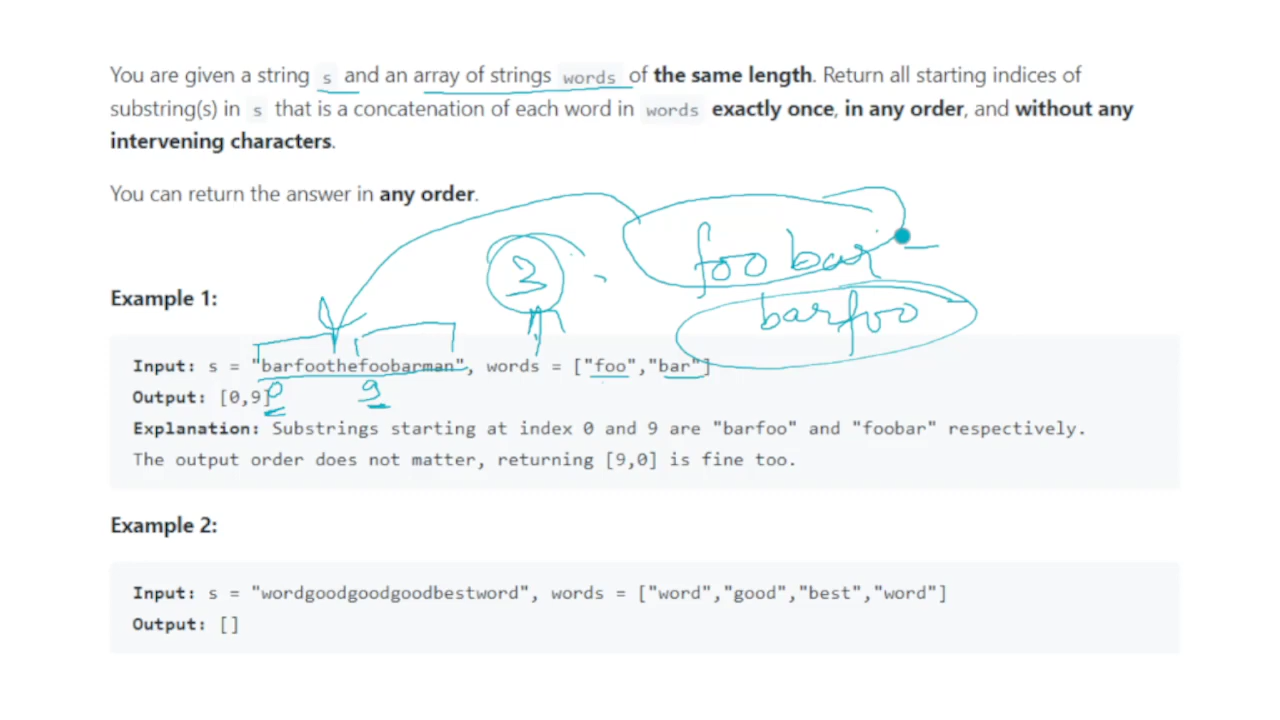 You are given a string s and an array of strings words of the same length. Return all starting indices of
substring(s) in s that is a concatenation of each word in words exactly once, in any order, and without any
intervening characters.
You can return the answer in any order.
3
foo bar
barfoo
Example 1:
Input: s = "barfoothefoobarman", words = ["foo","bar"]
Output: [0,9]
0 9
Explanation: Substrings starting at index 0 and 9 are "barfoo" and "foobar" respectively.
The output order does not matter, returning [9,0] is fine too.
Example 2:
Input: s = "wordgoodgoodgoodbestword", words = ["word","good","best","word"]
Output: []